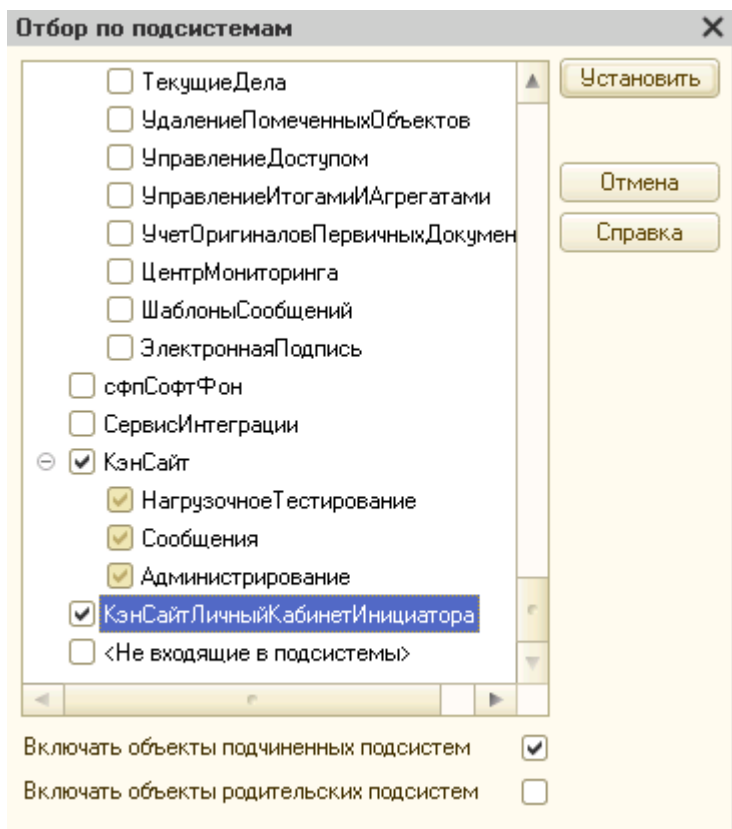 Отбор по подсистемам
ТекущиеДела
УдалениеПомеченныхОбъектов
УправлениеДоступом
УправлениеИтогамиИАгрегатами
УчетОригиналовПервичныхДокумен
ЦентрМониторинга
ШаблоныСообщений
ЭлектроннаяПодпись
сфпСофтФон
СервисИнтеграции
КэнСайт
НагрузочноеТестирование
Сообщения
Администрирование
КэнСайтЛичныйКабинетИнициатора
<Не входящие в подсистемы>
Установить
Отмена
Справка
Включать объекты подчиненных подсистем
Включать объекты родительских подсистем